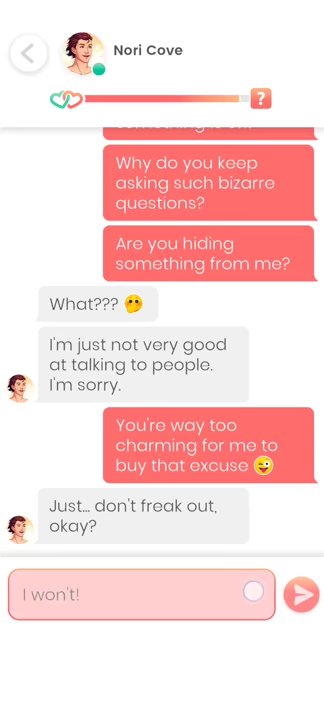 Nori Cove
?
Why do you keep
asking such bizarre
questions?
Are you hiding
something from me?
What??? 🤭
I'm just not very good
at talking to people.
I'm sorry.
You're way too
charming for me to
buy that excuse 😜
Just... don't freak out,
okay?
I won't!